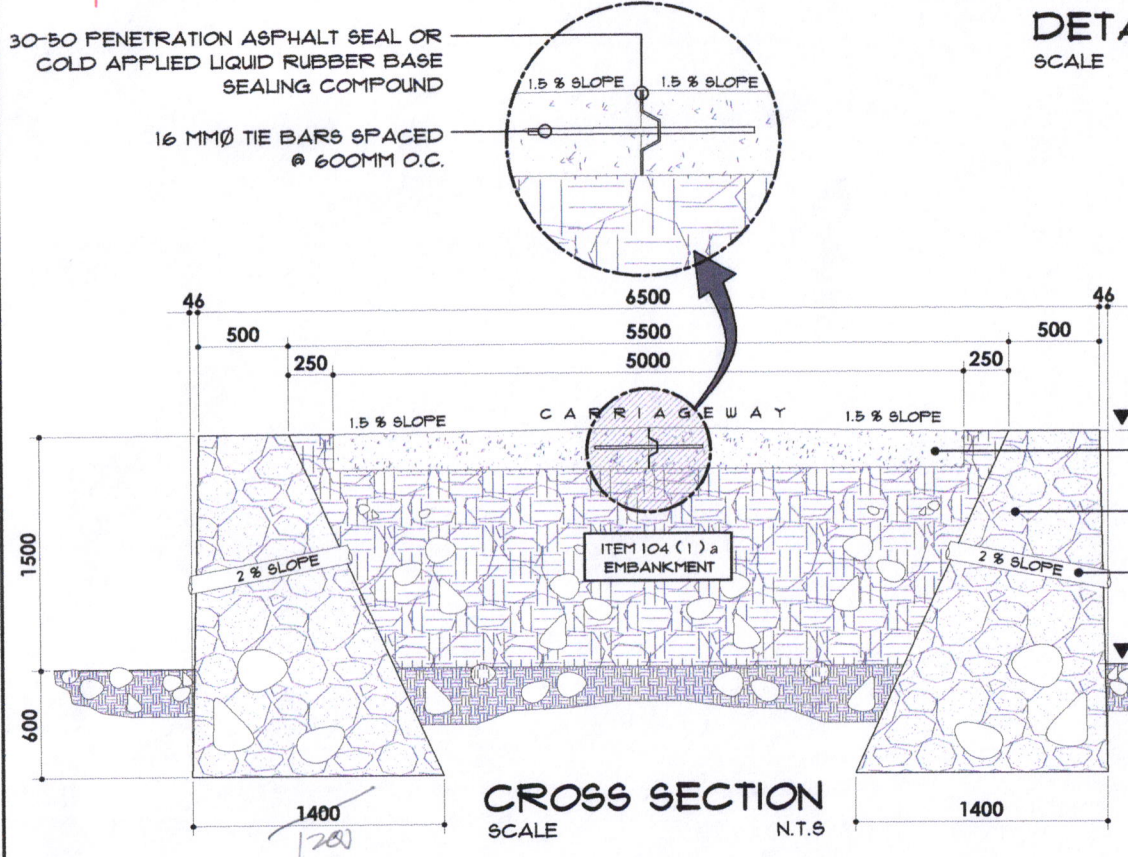 30-50 PENETRATION ASPHALT SEAL OR
COLD APPLIED LIQUID RUBBER BASE
SEALING COMPOUND
16 MMØ TIE BARS SPACED
@ 600MM O.C.
1.5 % SLOPE 1.5 % SLOPE
SCALE
46 6500 46
500 5500 500
250 5000 250
1.5 % SLOPE CARRIAGEWAY 1.5 % SLOPE
1500
2 % SLOPE
ITEM 104 (1) a
EMBANKMENT
2 % SLOPE
600
1400
1200
CROSS SECTION
SCALE N.T.S
1400